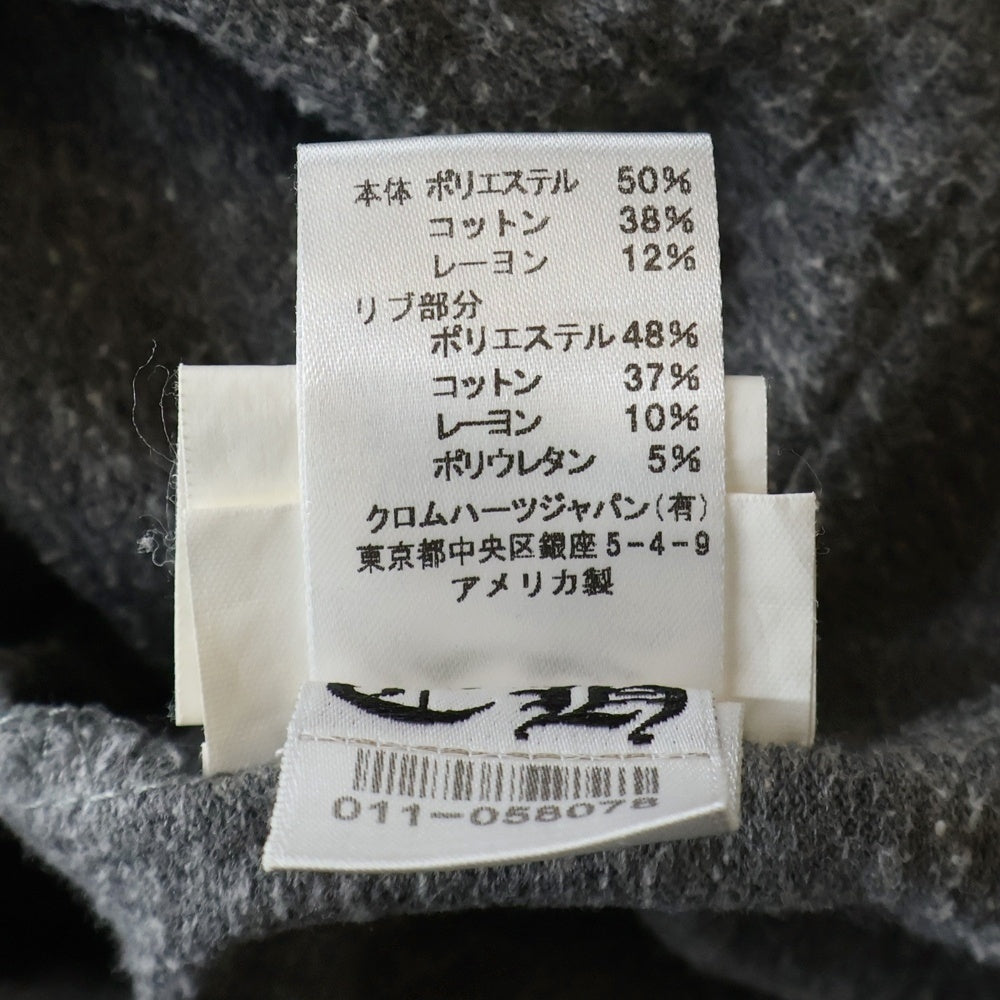 本体 ポリエステル 50%
コットン 38%
レーヨン 12%
リブ部分
ポリエステル 48%
コットン 37%
レーヨン 10%
ポリウレタン 5%
クロムハーツジャパン(有)
東京都中央区銀座5-4-9
アメリカ製
011-058078